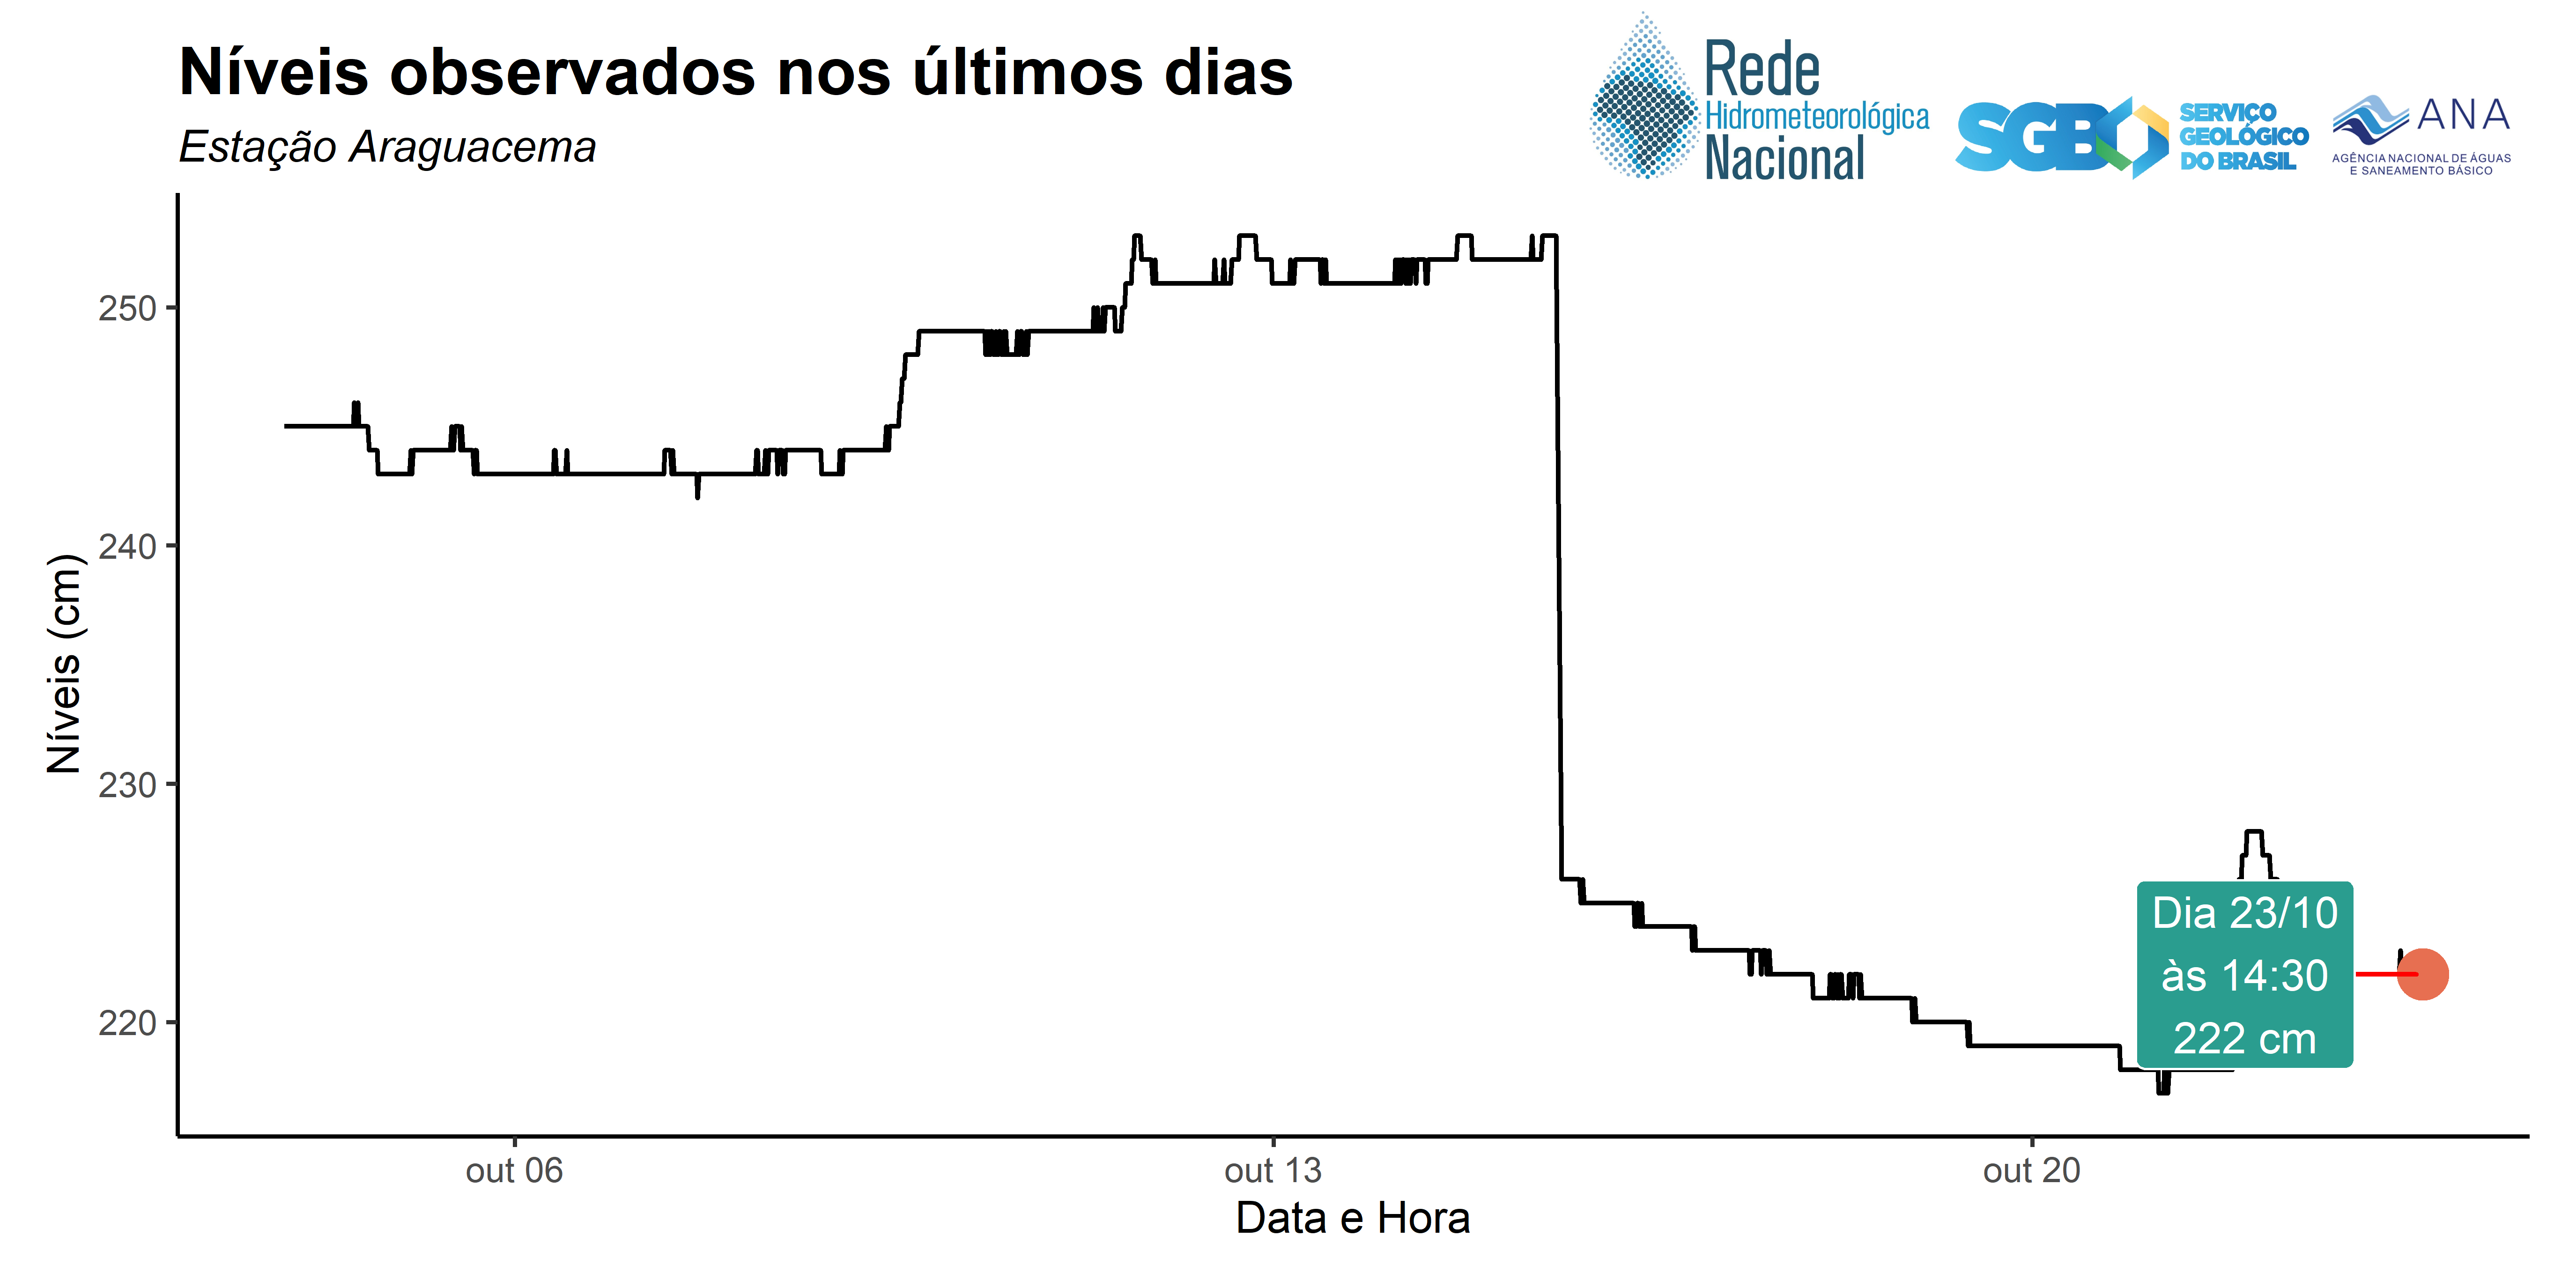 Níveis observados nos últimos dias
Estação Araguacema
Rede
Hidrometeorológica
Nacional
SGB
SERVIÇO
GEOLÓGICO
DO BRASIL
ANA
AGÊNCIA NACIONAL DE ÁGUAS
E SANEAMENTO BÁSICO
Níveis (cm)
250
240
230
220
Dia 23/10
às 14:30
222 cm
out 06
out 13
out 20
Data e Hora